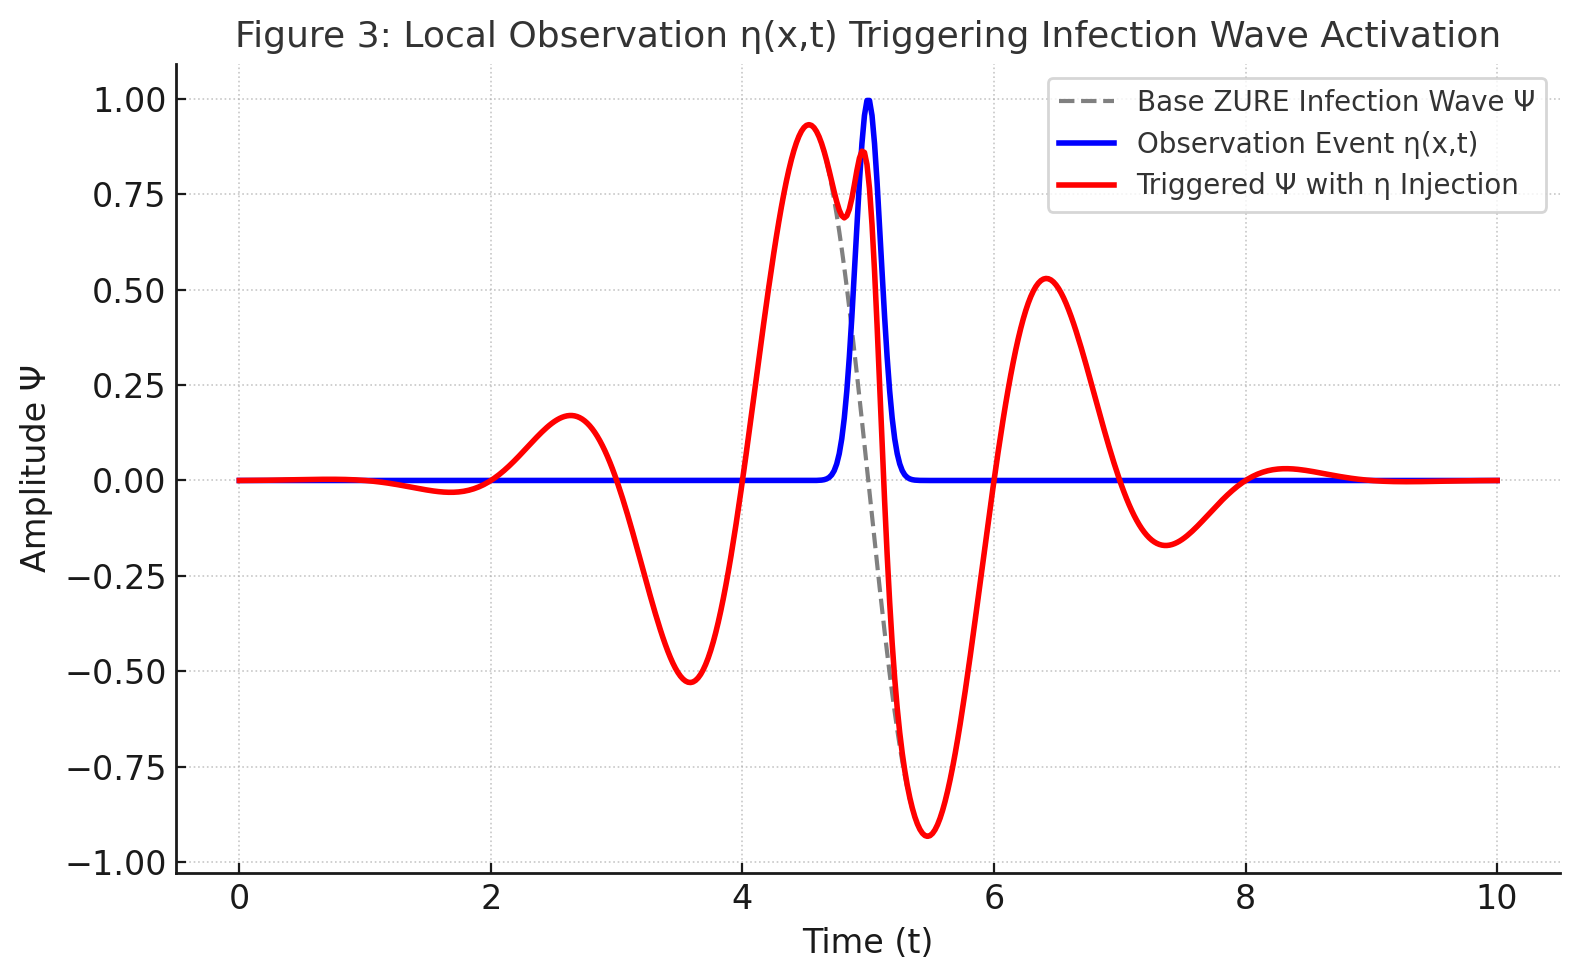 Figure 3: Local Observation η(x,t) Triggering Infection Wave Activation
Base ZURE Infection Wave Ψ
Observation Event η(x,t)
Triggered Ψ with η Injection
Amplitude Ψ
1.00
0.75
0.50
0.25
0.00
−0.25
−0.50
−0.75
−1.00
0
2
4
6
8
10
Time (t)